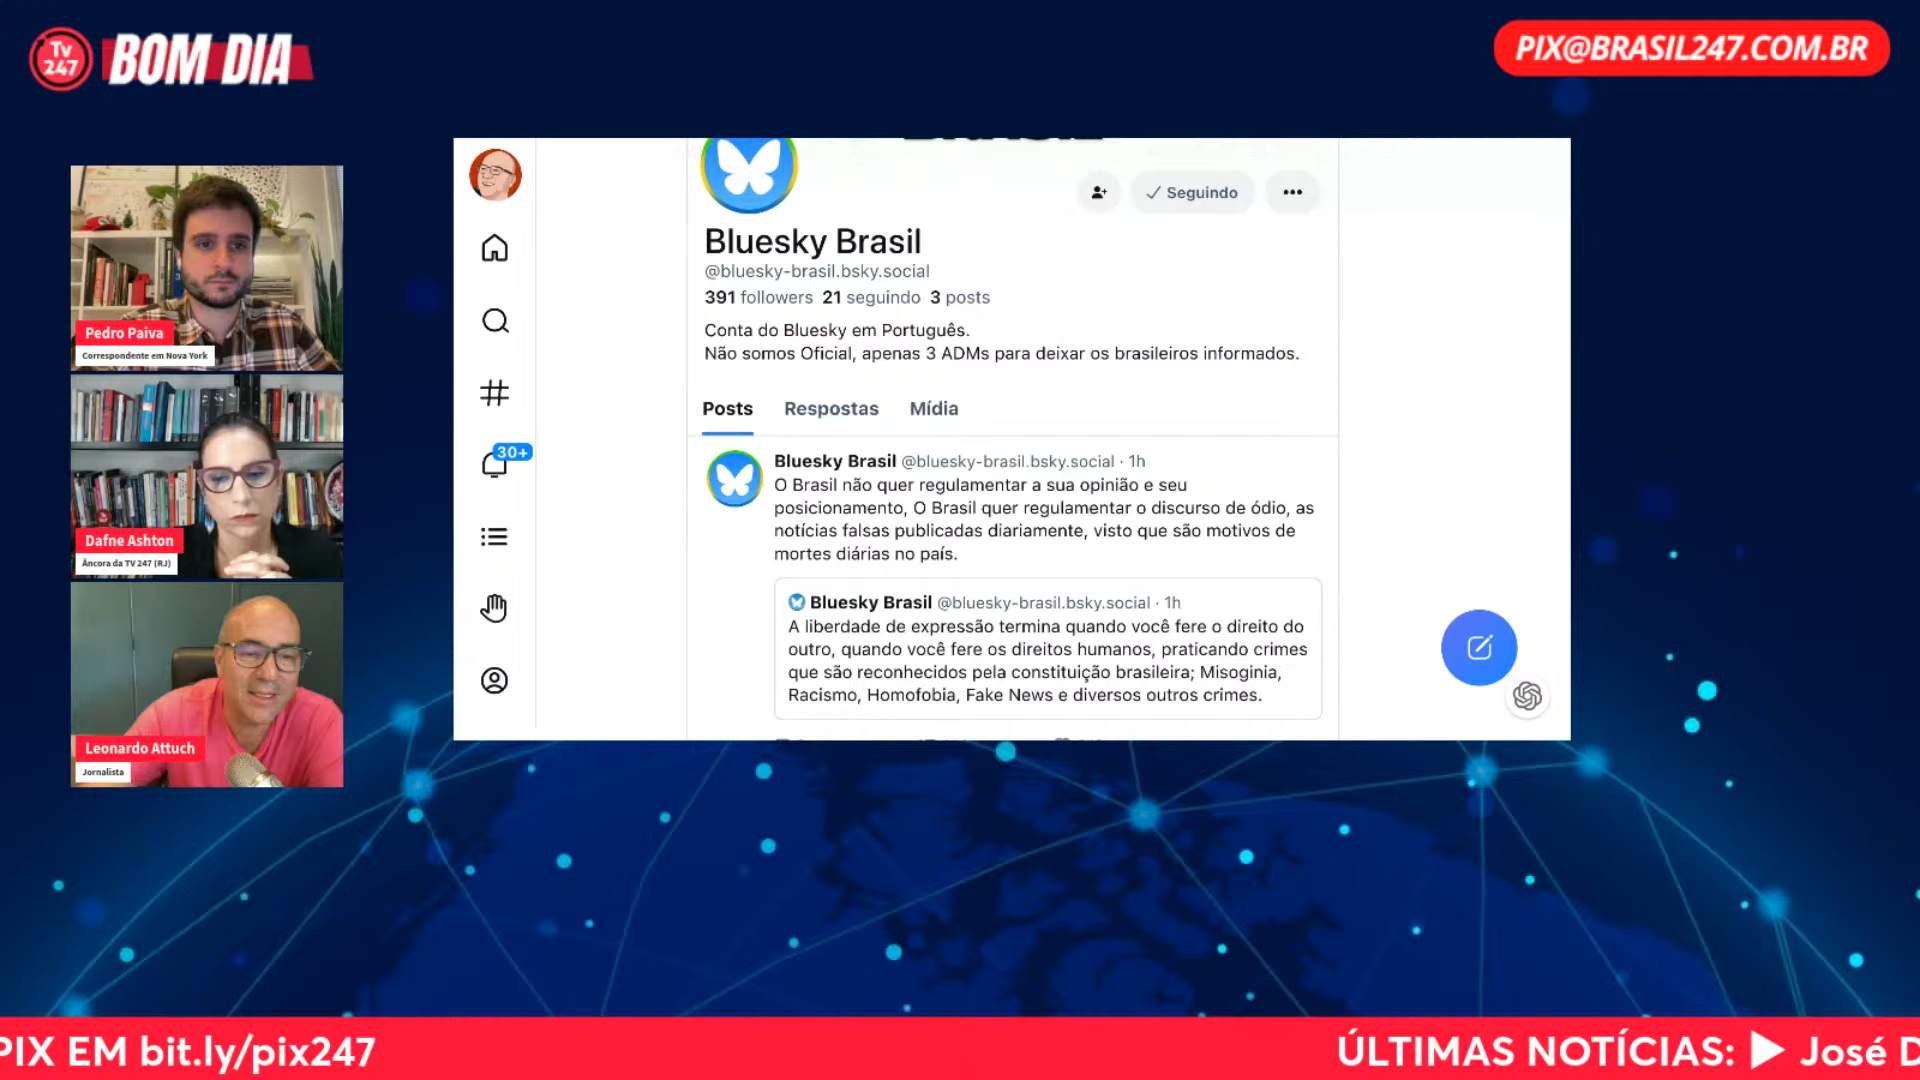 Tv
247
BOM DIA
PIX@BRASIL247.COM.BR
Pedro Paiva
Correspondente em Nova York
Dafne Ashton
Âncora da TV 247 (RJ)
Leonardo Attuch
Jornalista
Seguindo
Bluesky Brasil
@bluesky-brasil.bsky.social
391 followers 21 seguindo 3 posts
Conta do Bluesky em Português.
Não somos Oficial, apenas 3 ADMs para deixar os brasileiros informados.
Posts Respostas Mídia
30+
Bluesky Brasil @bluesky-brasil.bsky.social · 1h
O Brasil não quer regulamentar a sua opinião e seu
posicionamento, O Brasil quer regulamentar o discurso de ódio, as
notícias falsas publicadas diariamente, visto que são motivos de
mortes diárias no país.
Bluesky Brasil @bluesky-brasil.bsky.social · 1h
A liberdade de expressão termina quando você fere o direito do
outro, quando você fere os direitos humanos, praticando crimes
que são reconhecidos pela constituição brasileira; Misoginia,
Racismo, Homofobia, Fake News e diversos outros crimes.
PIX EM bit.ly/pix247
ÚLTIMAS NOTÍCIAS: ▶ José D